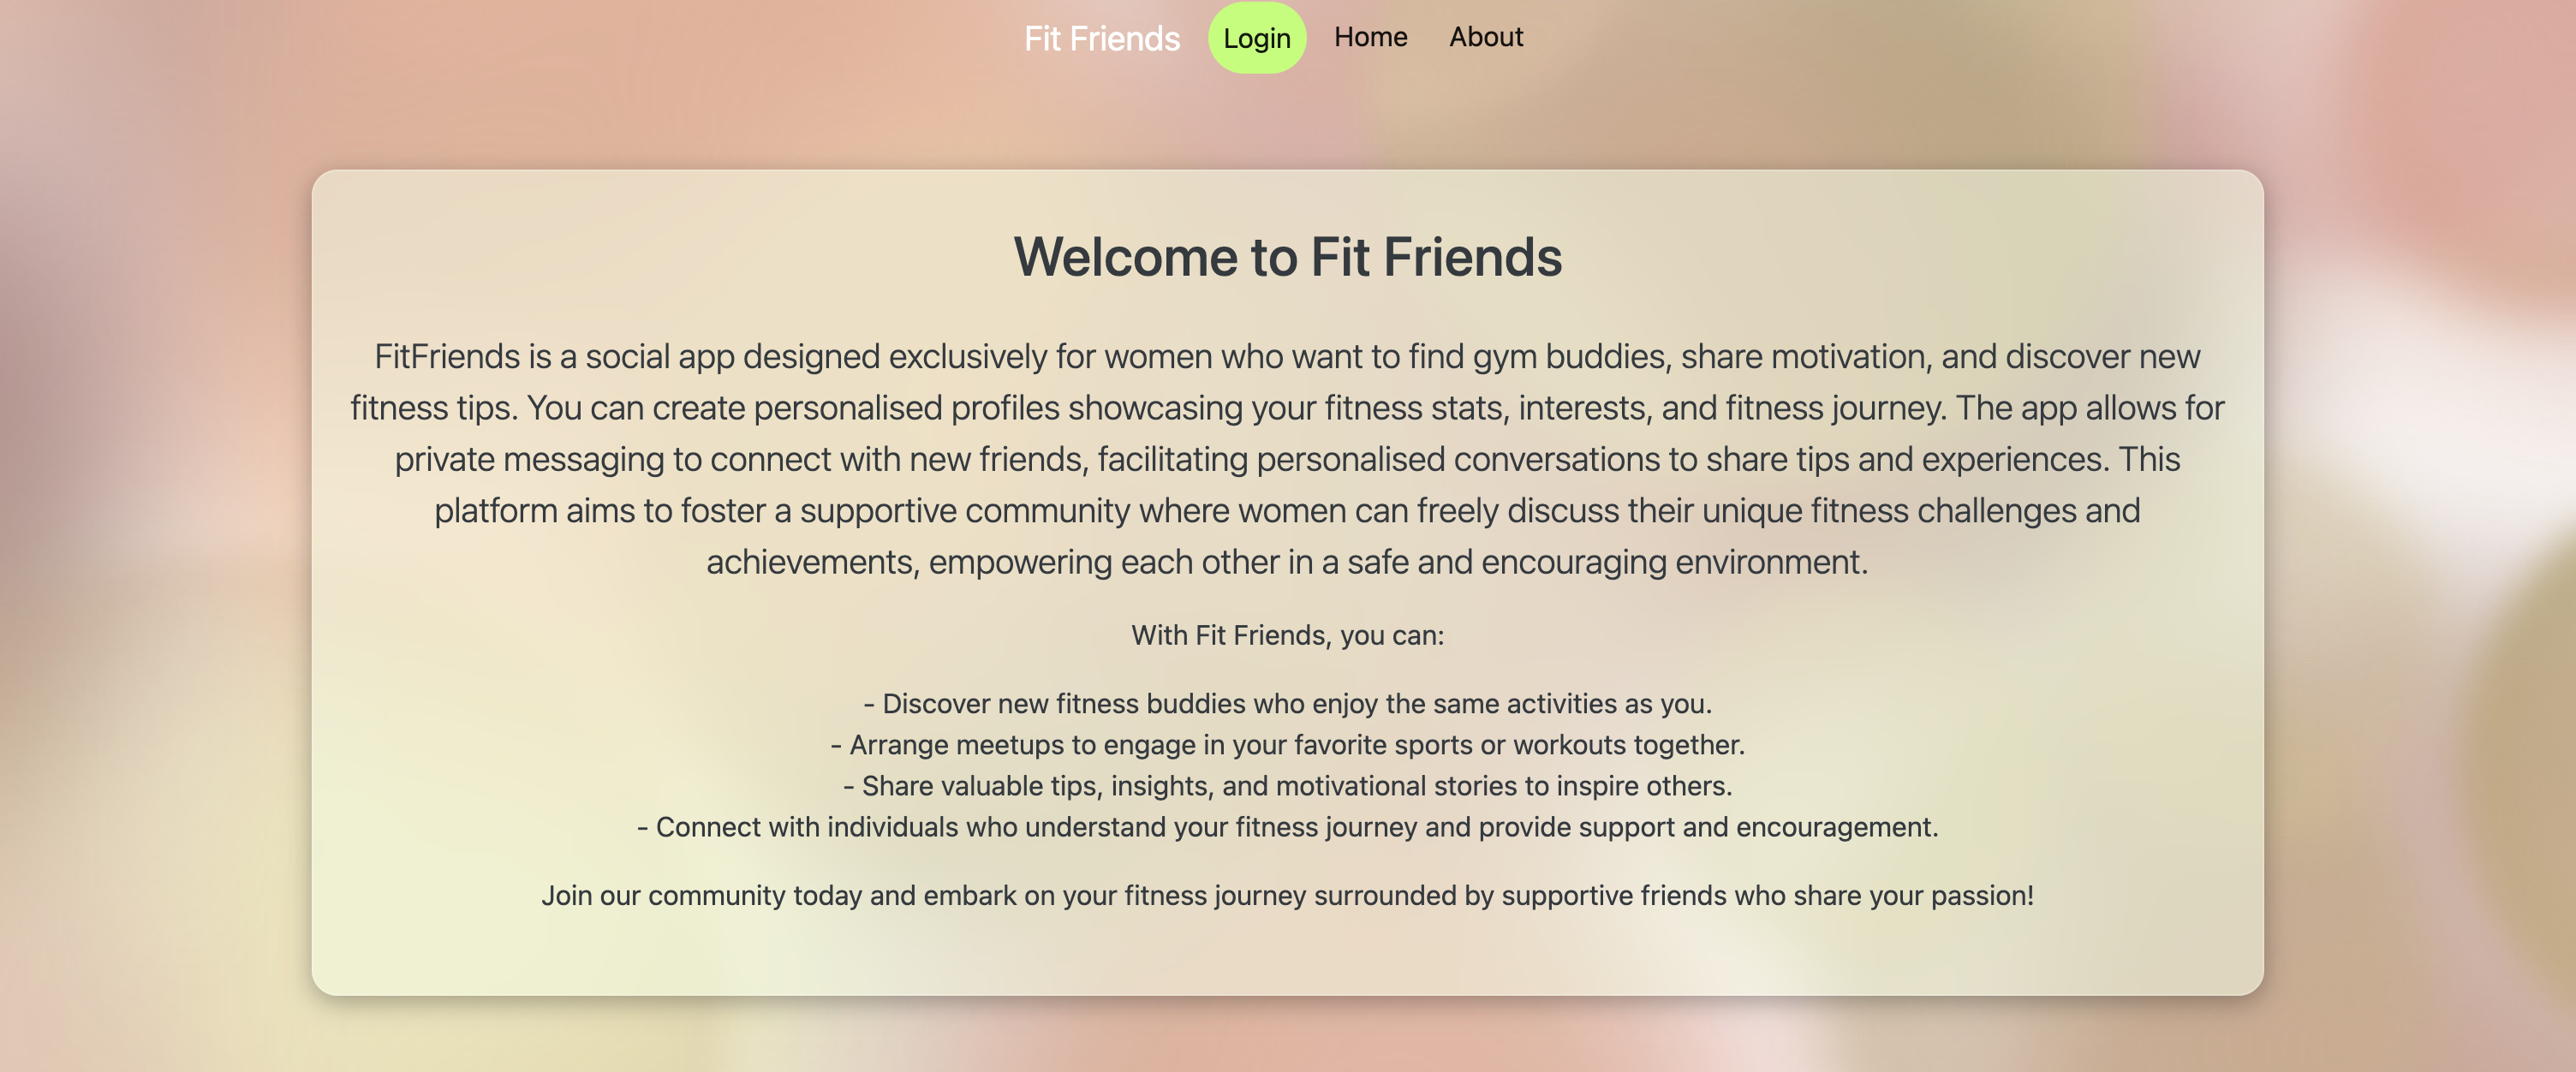 Fit Friends Login Home About
Welcome to Fit Friends
FitFriends is a social app designed exclusively for women who want to find gym buddies, share motivation, and discover new
fitness tips. You can create personalised profiles showcasing your fitness stats, interests, and fitness journey. The app allows for
private messaging to connect with new friends, facilitating personalised conversations to share tips and experiences. This
platform aims to foster a supportive community where women can freely discuss their unique fitness challenges and
achievements, empowering each other in a safe and encouraging environment.
With Fit Friends, you can:
- Discover new fitness buddies who enjoy the same activities as you.
- Arrange meetups to engage in your favorite sports or workouts together.
- Share valuable tips, insights, and motivational stories to inspire others.
- Connect with individuals who understand your fitness journey and provide support and encouragement.
Join our community today and embark on your fitness journey surrounded by supportive friends who share your passion!